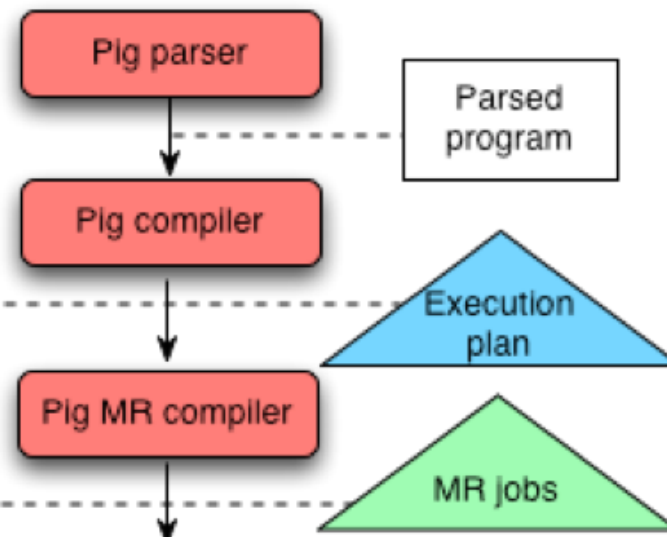 Pig parser
Parsed
program
Pig compiler
Execution
plan
Pig MR compiler
MR jobs